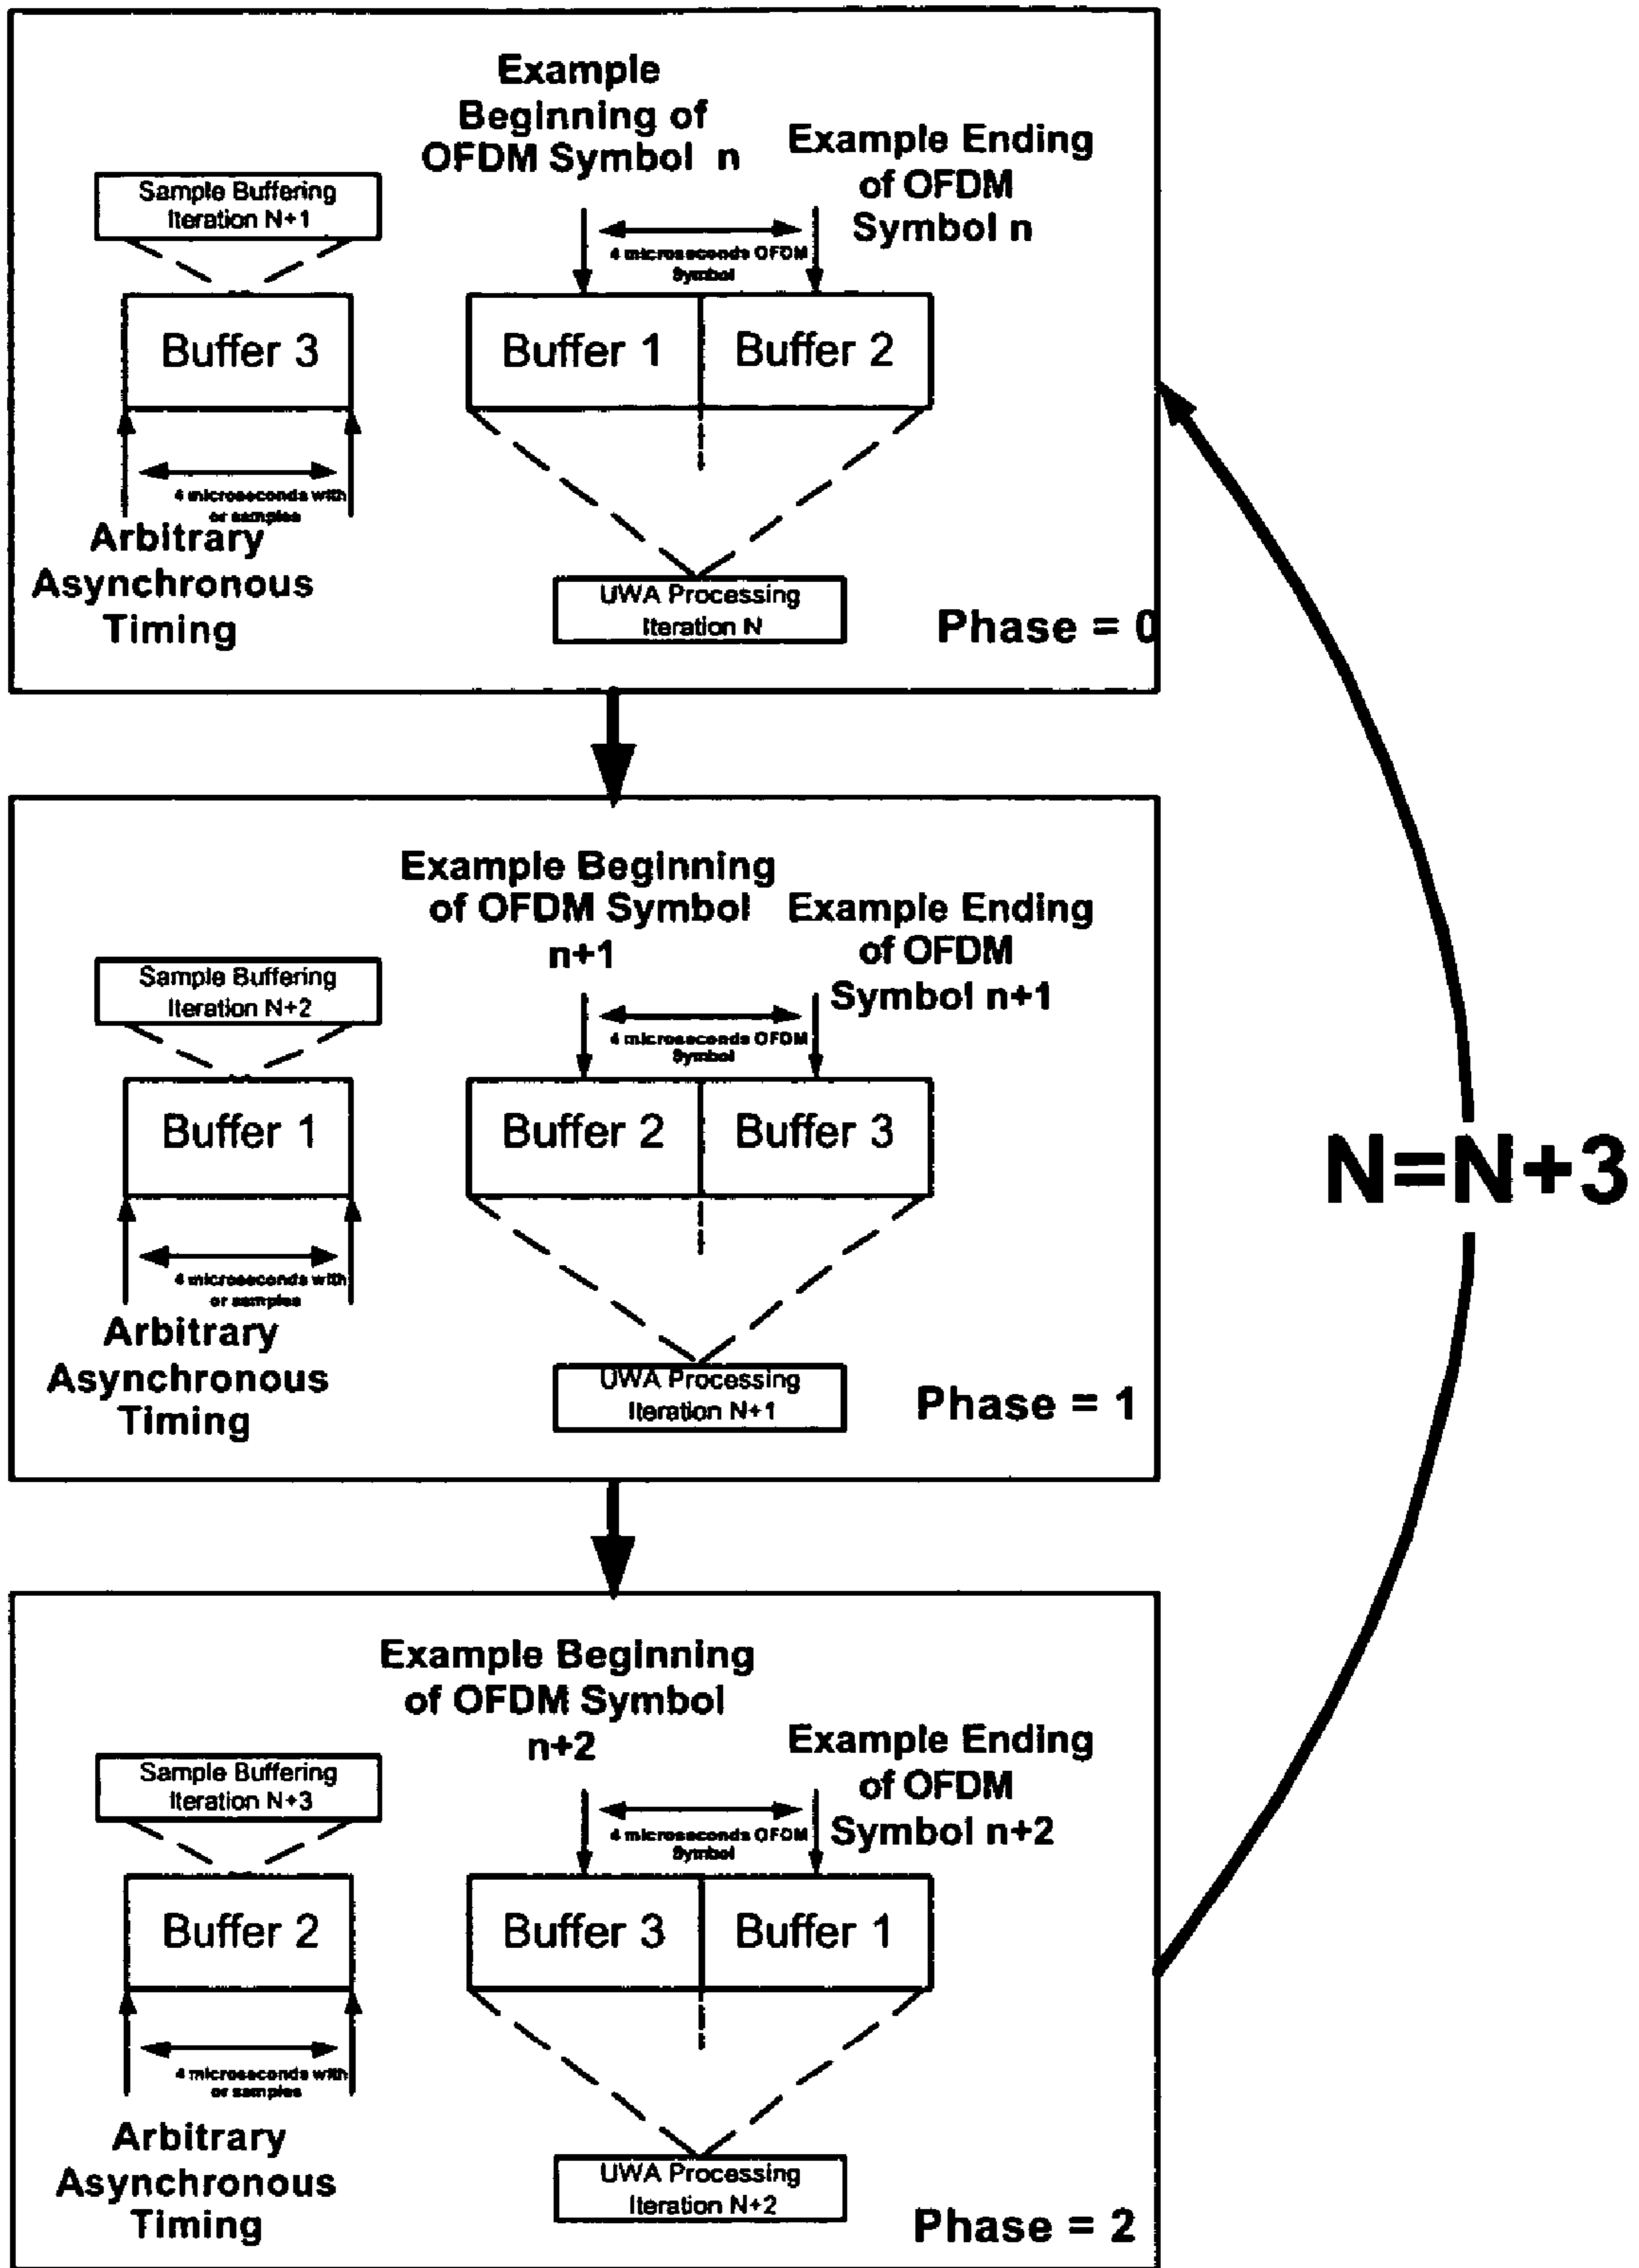 Example
Beginning of
OFDM Symbol n
Example Ending
of OFDM
Symbol n
Sample Buffering
Iteration N+1
4 microseconds OFDM
Symbol
Buffer 3
Buffer 1
Buffer 2
4 microseconds with
or samples
Arbitrary
Asynchronous
Timing
UWA Processing
Iteration N
Phase = 0
Example Beginning
of OFDM Symbol
n+1
Example Ending
of OFDM
Symbol n+1
Sample Buffering
Iteration N+2
4 microseconds OFDM
Symbol
Buffer 1
Buffer 2
Buffer 3
4 microseconds with
or samples
Arbitrary
Asynchronous
Timing
UWA Processing
Iteration N+1
Phase = 1
N=N+3
Example Beginning
of OFDM Symbol
n+2
Example Ending
of OFDM
Symbol n+2
Sample Buffering
Iteration N+3
4 microseconds OFDM
Symbol
Buffer 2
Buffer 3
Buffer 1
4 microseconds with
or samples
Arbitrary
Asynchronous
Timing
UWA Processing
Iteration N+2
Phase = 2